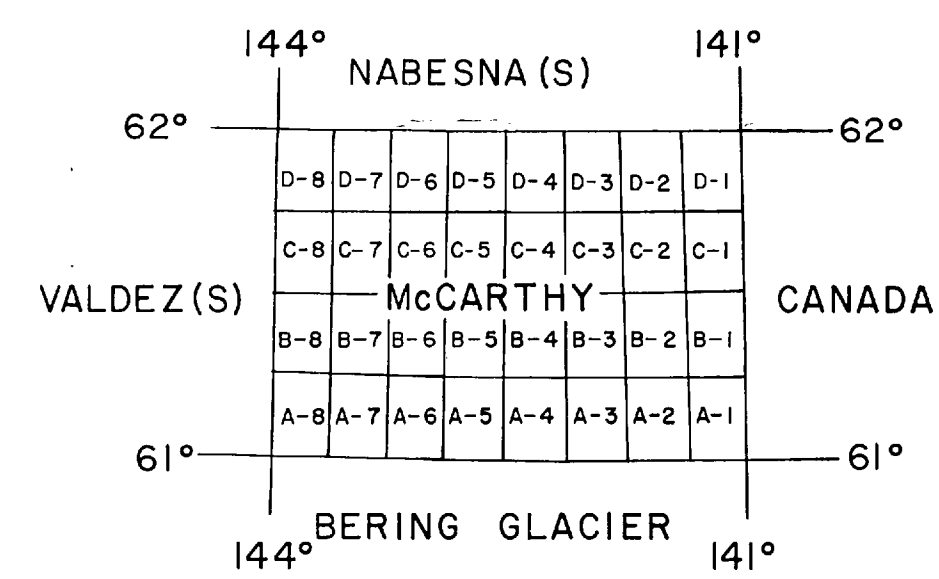 144° 141°
NABESNA (S)
62° 62°
D-8 D-7 D-6 D-5 D-4 D-3 D-2 D-1
C-8 C-7 C-6 C-5 C-4 C-3 C-2 C-1
VALDEZ (S) McCARTHY CANADA
B-8 B-7 B-6 B-5 B-4 B-3 B-2 B-1
A-8 A-7 A-6 A-5 A-4 A-3 A-2 A-1
61° 61°
BERING GLACIER
144° 141°